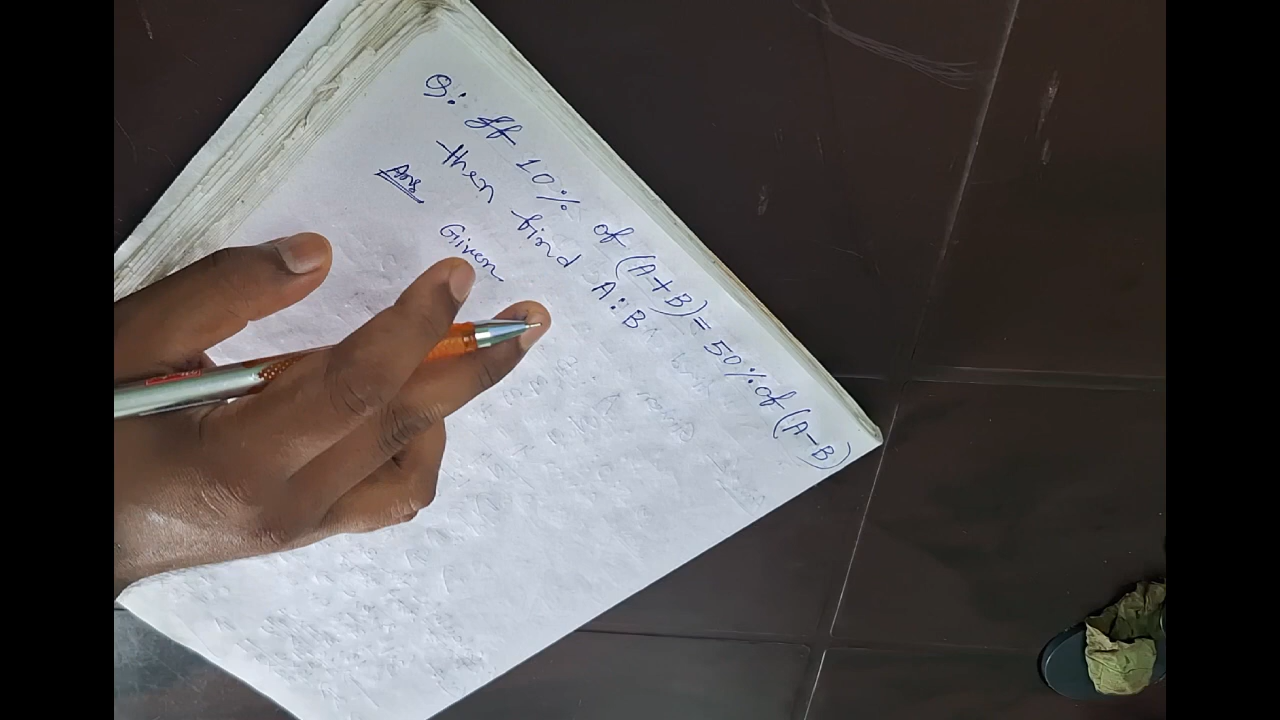 Q: If 10% of (A+B) = 50% of (A-B)
then find A:B
Ans
Given